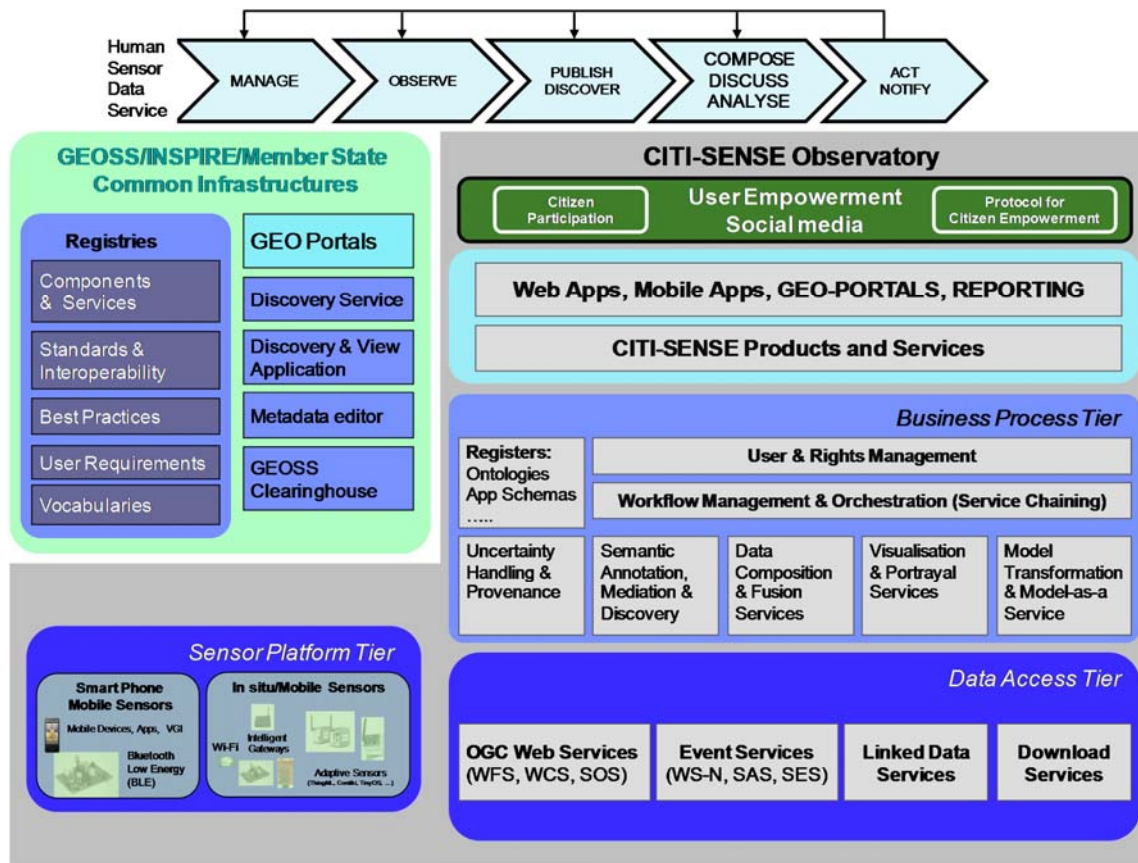 Human
Sensor
Data
Service
MANAGE
OBSERVE
PUBLISH
DISCOVER
COMPOSE
DISCUSS
ANALYSE
ACT
NOTIFY
GEOSS/INSPIRE/Member State
Common Infrastructures
Registries
Components
& Services
Standards &
Interoperability
Best Practices
User Requirements
Vocabularies
GEO Portals
Discovery Service
Discovery & View
Application
Metadata editor
GEOSS
Clearinghouse
CITI-SENSE Observatory
Citizen
Participation
User Empowerment
Social media
Protocol for
Citizen Empowerment
Web Apps, Mobile Apps, GEO-PORTALS, REPORTING
CITI-SENSE Products and Services
Business Process Tier
Registers:
Ontologies
App Schemas
…..
User & Rights Management
Workflow Management & Orchestration (Service Chaining)
Uncertainty
Handling &
Provenance
Semantic
Annotation,
Mediation &
Discovery
Data
Composition
& Fusion
Services
Visualisation
& Portrayal
Services
Model
Transformation
& Model-as-a
Service
Sensor Platform Tier
Smart Phone
Mobile Sensors
Mobile Devices, Apps, VGI
Bluetooth
Low Energy
(BLE)
In situ/Mobile Sensors
Wi-Fi
Intelligent
Gateways
Adaptive Sensors
(ThingML, Contiki, TinyOS, ...)
Data Access Tier
OGC Web Services
(WFS, WCS, SOS)
Event Services
(WS-N, SAS, SES)
Linked Data
Services
Download
Services